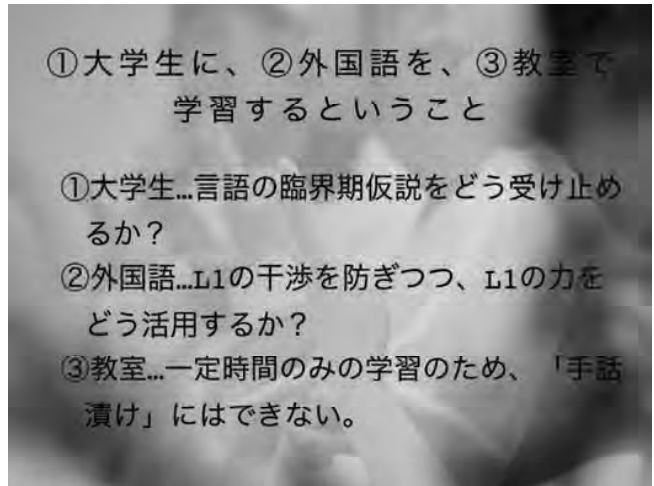 ①大学生に、②外国語を、③教室で
学習するということ
①大学生…言語の臨界期仮説をどう受け止め
るか？
②外国語…L1の干渉を防ぎつつ、L1の力を
どう活用するか？
③教室…一定時間のみの学習のため、「手話
漬け」にはできない。